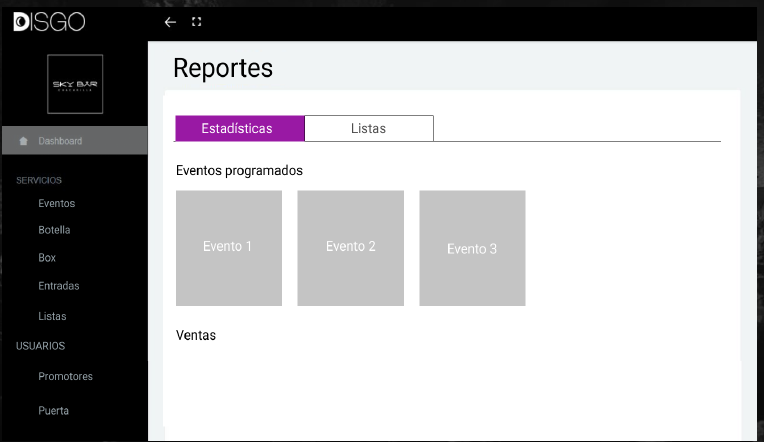 DISGO
SKY BAR
Dashboard
SERVICIOS
Eventos
Botella
Box
Entradas
Listas
USUARIOS
Promotores
Puerta
Reportes
Estadísticas
Listas
Eventos programados
Evento 1
Evento 2
Evento 3
Ventas